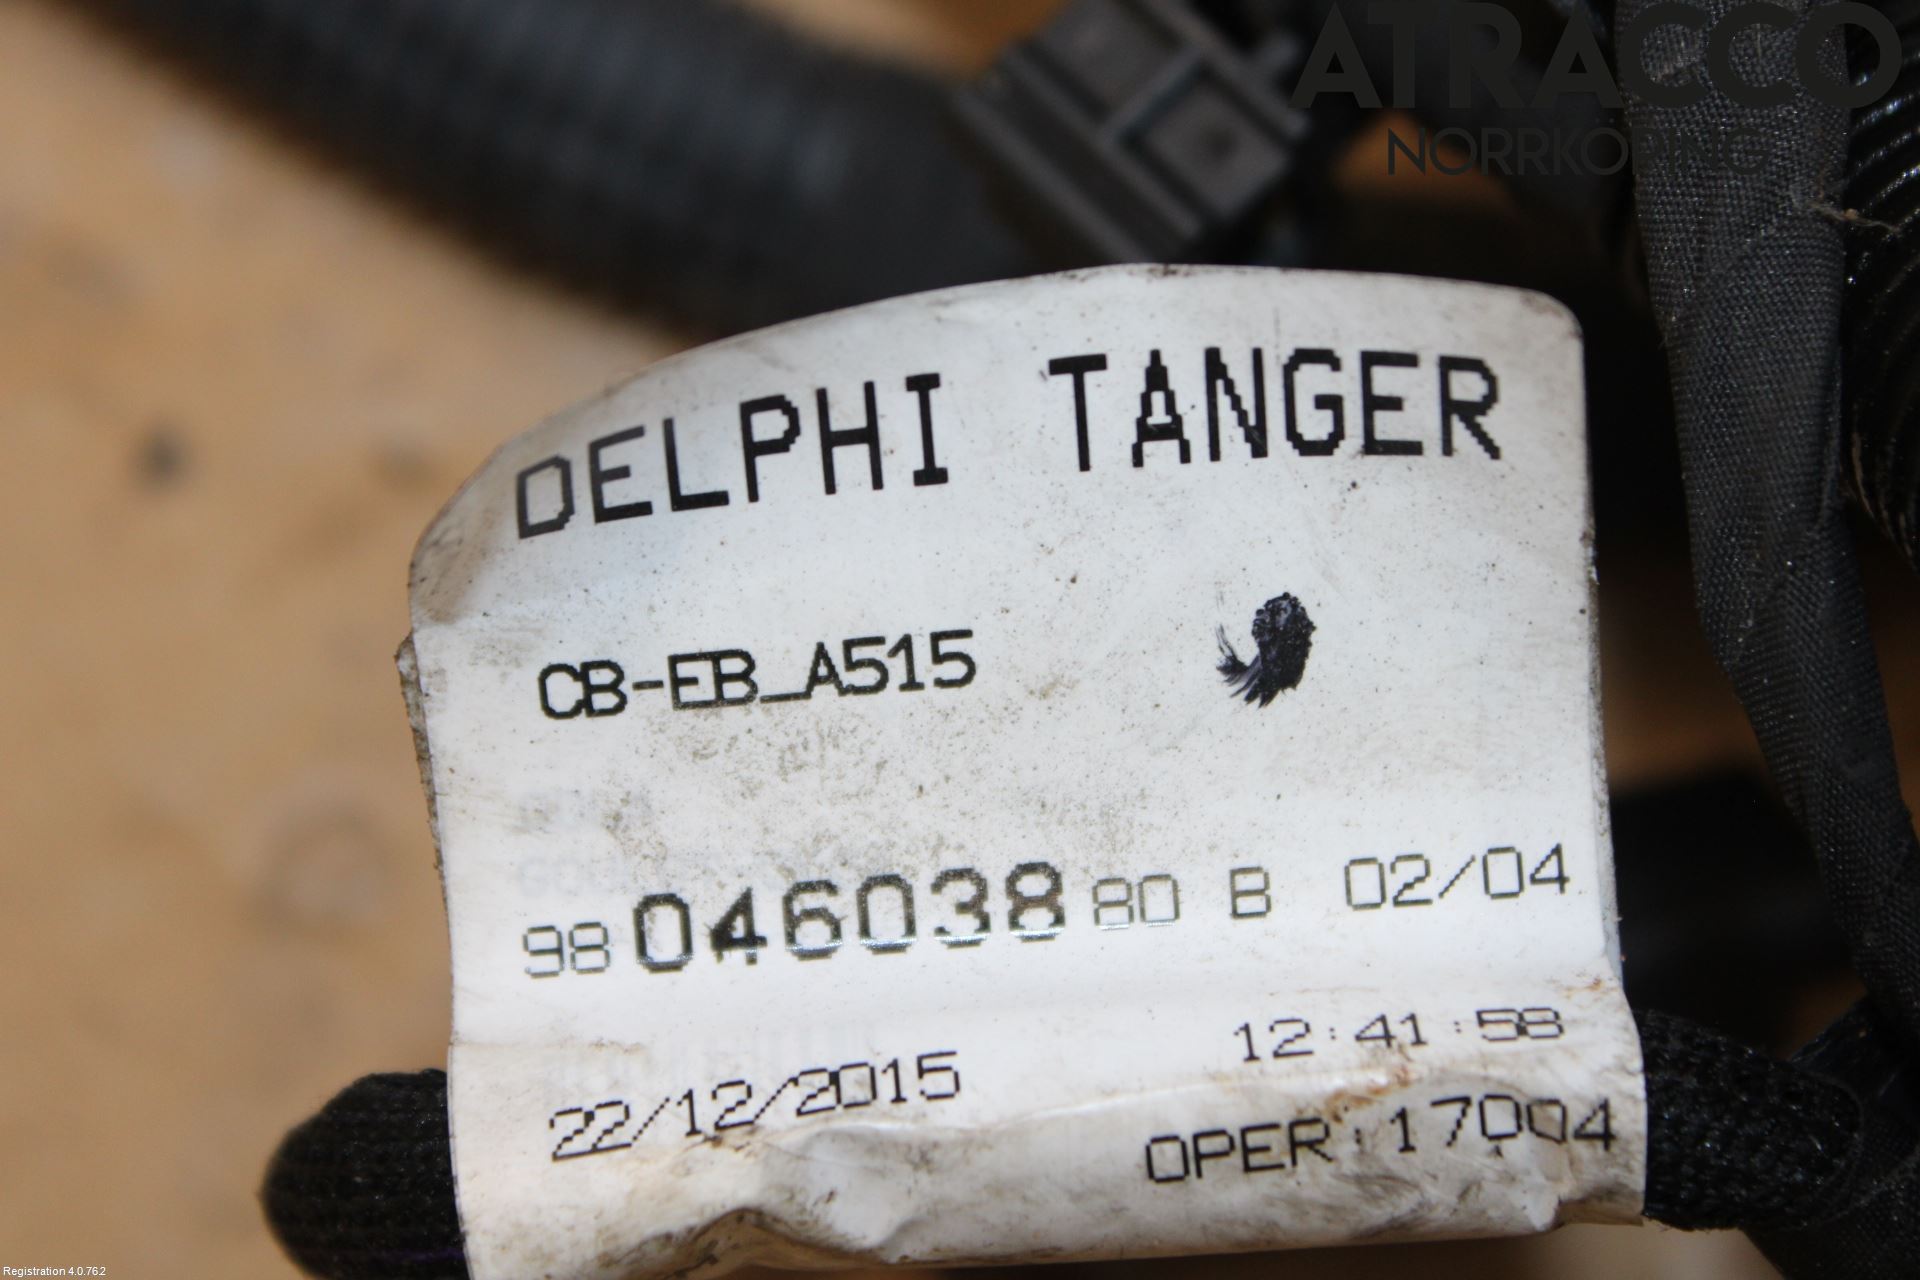 ATRACCO
NORRKÖPING
DELPHI TANGER
CB-EB_A515
98 046038 80 B 02/04
22/12/2015 12:41:58
OPER:17004
Registration 4.0.762